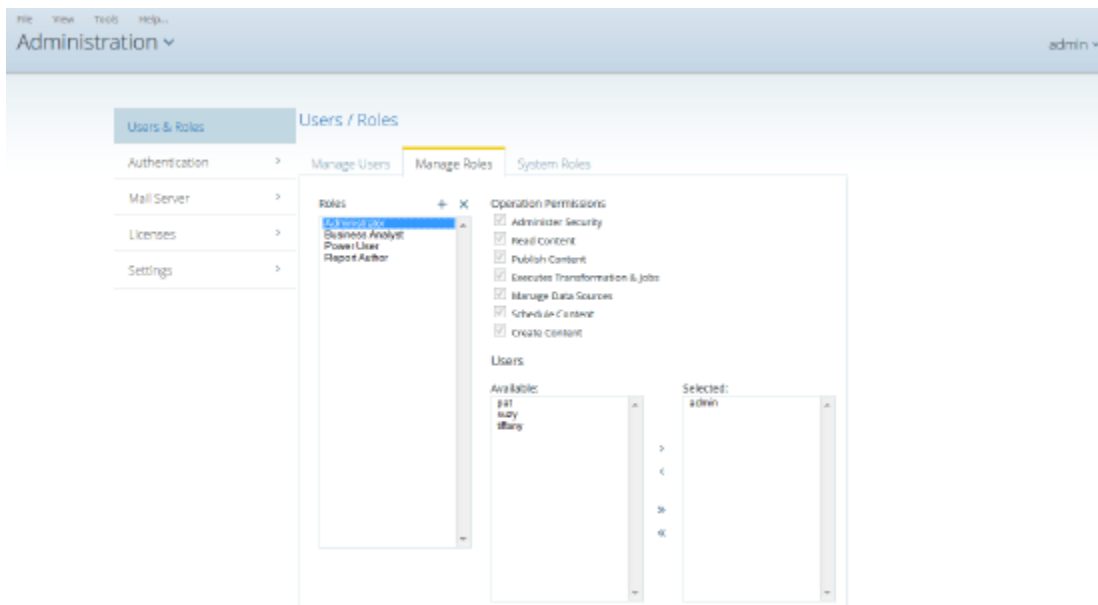 File View Tools Help...
Administration
admin
Users & Roles
Authentication
Mail Server
Licenses
Settings
Users / Roles
Manage Users Manage Roles System Roles
Roles
Administrator
Business Analyst
Power User
Report Author
Operation Permissions
Administer Security
Read Content
Publish Content
Executes Transformation & Jobs
Manage Data Sources
Schedule Content
Create Content
Users
Available:
pat
suzy
tiffany
Selected:
admin